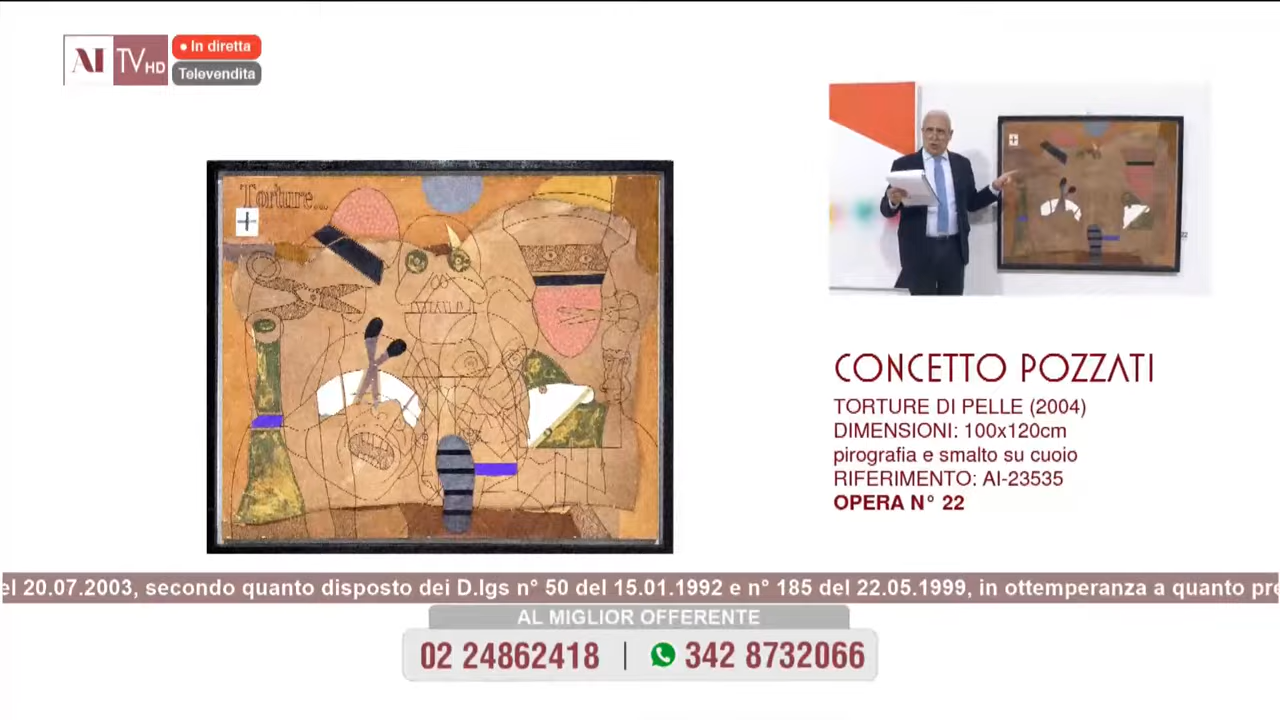 AI TV HD
In diretta
Televendita
Torture...
CONCETTO POZZATI
TORTURE DI PELLE (2004)
DIMENSIONI: 100x120cm
pirografia e smalto su cuoio
RIFERIMENTO: AI-23535
OPERA N° 22
el 20.07.2003, secondo quanto disposto dei D.lgs n° 50 del 15.01.1992 e n° 185 del 22.05.1999, in ottemperanza a quanto pre
AL MIGLIOR OFFERENTE
02 24862418 | 342 8732066